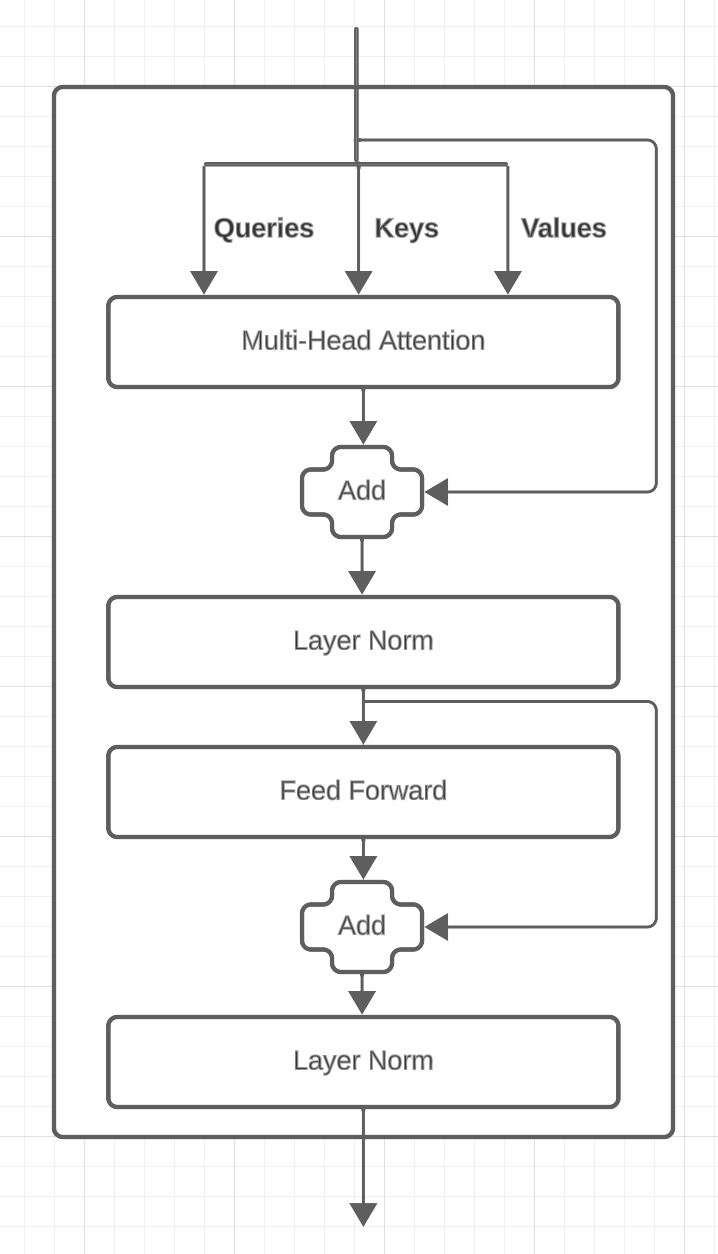 Queries
Keys
Values
Multi-Head Attention
Add
Layer Norm
Feed Forward
Add
Layer Norm